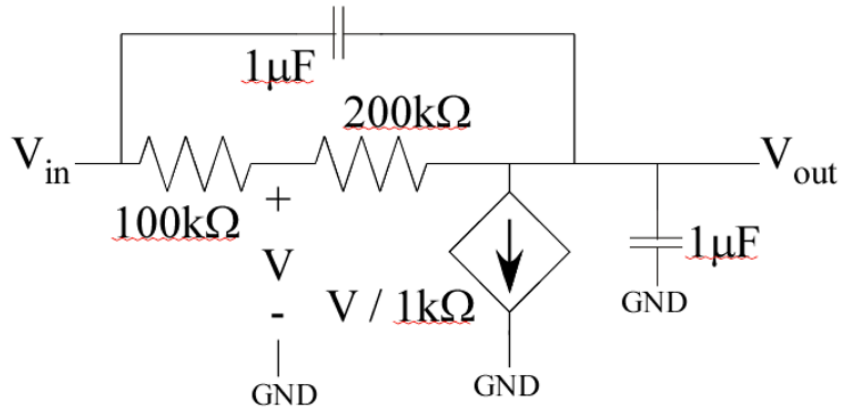 1μF
200kΩ
Vin
Vout
100kΩ
+
V
-
V / 1kΩ
1μF
GND
GND
GND